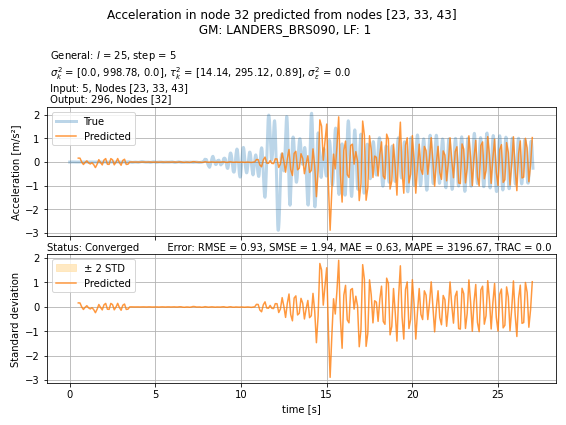 Acceleration in node 32 predicted from nodes [23, 33, 43]
GM: LANDERS_BRS090, LF: 1
General: l = 25, step = 5
σ²ₖ = [0.0, 998.78, 0.0], τ²ₖ = [14.14, 295.12, 0.89], σ²ε = 0.0
Input: 5, Nodes [23, 33, 43]
Output: 296, Nodes [32]
2
1
0
−1
−2
−3
Acceleration [m/s²]
True
Predicted
Status: Converged
Error: RMSE = 0.93, SMSE = 1.94, MAE = 0.63, MAPE = 3196.67, TRAC = 0.0
2
1
0
−1
−2
−3
Standard deviation
± 2 STD
Predicted
0
5
10
15
20
25
time [s]